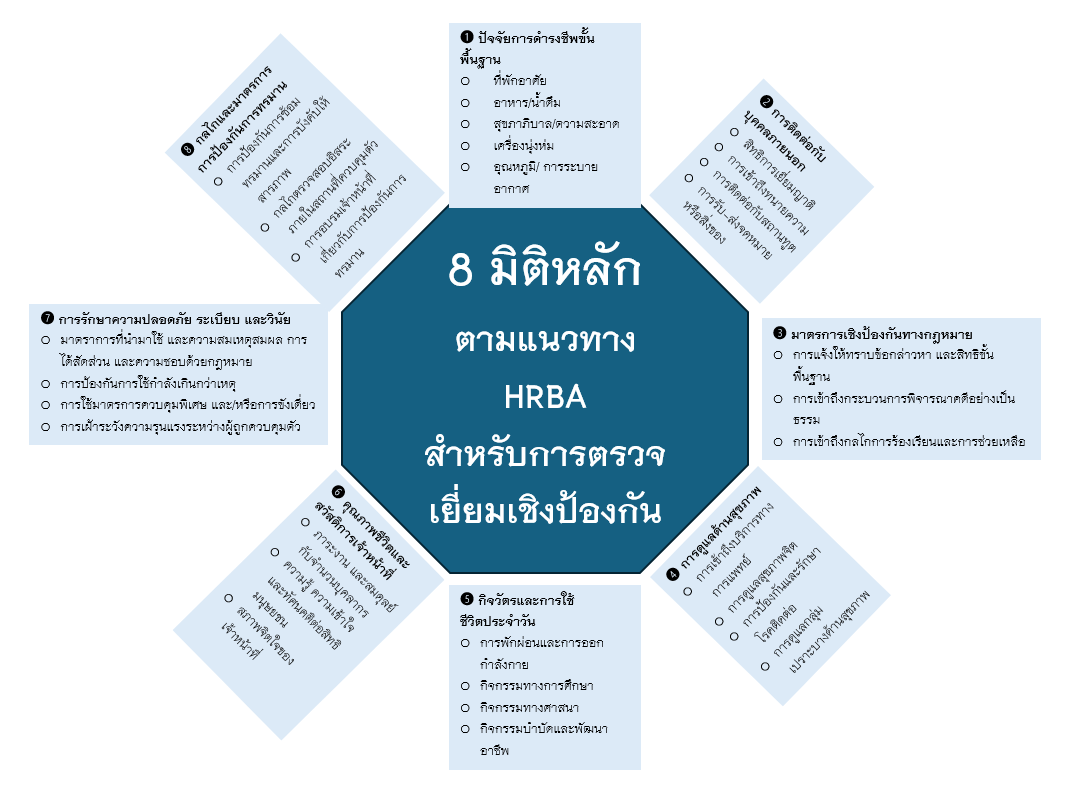 ❶ ปัจจัยการดำรงชีพขั้น
พื้นฐาน
o ที่พักอาศัย
o อาหาร/น้ำดื่ม
o สุขาภิบาล/ความสะอาด
o เครื่องนุ่งห่ม
o อุณหภูมิ/ การระบาย
อากาศ
❷ การติดต่อกับ
บุคคลภายนอก
o สิทธิการเยี่ยมญาติ
o การเข้าถึงทนายความ
o การติดต่อกับสถานทูต
o การรับ-ส่งจดหมาย
หรือสิ่งของ
❸ มาตรการเชิงป้องกันทางกฎหมาย
o การแจ้งให้ทราบข้อกล่าวหา และสิทธิขั้น
พื้นฐาน
o การเข้าถึงกระบวนการพิจารณาคดีอย่างเป็น
ธรรม
o การเข้าถึงกลไกการร้องเรียนและการช่วยเหลือ
❹ การดูแลด้านสุขภาพ
o การเข้าถึงบริการทาง
การแพทย์
o การดูแลสุขภาพจิต
o การป้องกันและรักษา
โรคติดต่อ
o การดูแลกลุ่ม
เปราะบางด้านสุขภาพ
❺ กิจวัตรและการใช้
ชีวิตประจำวัน
o การพักผ่อนและการออก
กำลังกาย
o กิจกรรมทางการศึกษา
o กิจกรรมทางศาสนา
o กิจกรรมบำบัดและพัฒนา
อาชีพ
❻ คุณภาพชีวิตและ
สวัสดิการเจ้าหน้าที่
o ภาระงาน และสมดุลย์
กับจำนวนบุคลากร
o ความรู้ ความเข้าใจ
และทัศนคติต่อสิทธิ
มนุษยชน
o สภาพจิตใจของ
เจ้าหน้าที่
❼ การรักษาความปลอดภัย ระเบียบ และวินัย
o มาตราการที่นำมาใช้ และความสมเหตุสมผล การ
ได้สัดส่วน และความชอบด้วยกฎหมาย
o การป้องกันการใช้กำลังเกินกว่าเหตุ
o การใช้มาตรการควบคุมพิเศษ และ/หรือการขังเดี่ยว
o การเฝ้าระวังความรุนแรงระหว่างผู้ถูกควบคุมตัว
❽ กลไกและมาตรการ
การป้องกันการทรมาน
o การป้องกันการซ้อม
ทรมานและการบังคับให้
สารภาพ
o กลไกตรวจสอบอิสระ
ภายในสถานที่ควบคุมตัว
o การอบรมเจ้าหน้าที่
เกี่ยวกับการป้องกันการ
ทรมาน
8 มิติหลัก
ตามแนวทาง
HRBA
สำหรับการตรวจ
เยี่ยมเชิงป้องกัน